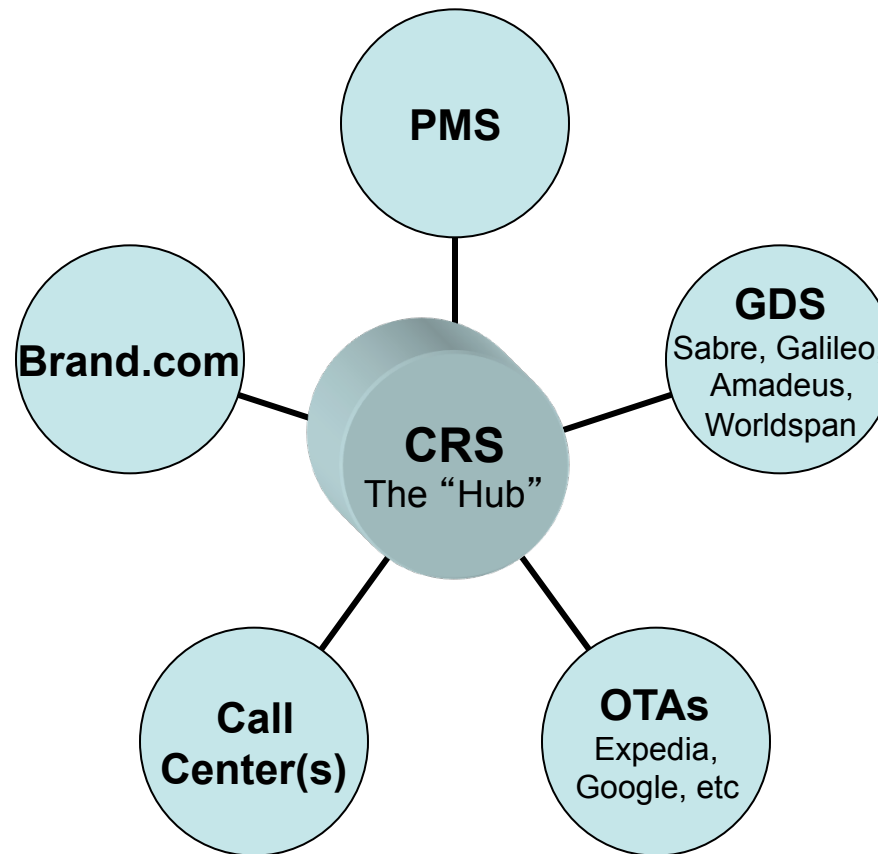 PMS
Brand.com
GDS
Sabre, Galileo
Amadeus,
Worldspan
CRS
The “Hub”
Call
Center(s)
OTAs
Expedia,
Google, etc